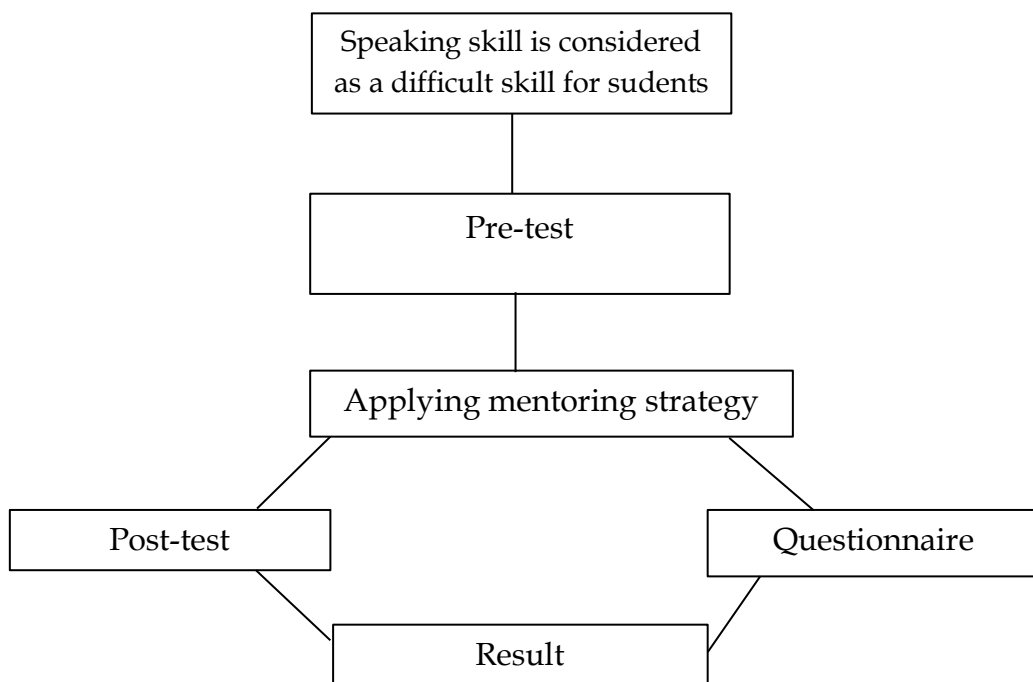 Speaking skill is considered
as a difficult skill for sudents
Pre-test
Applying mentoring strategy
Post-test
Questionnaire
Result